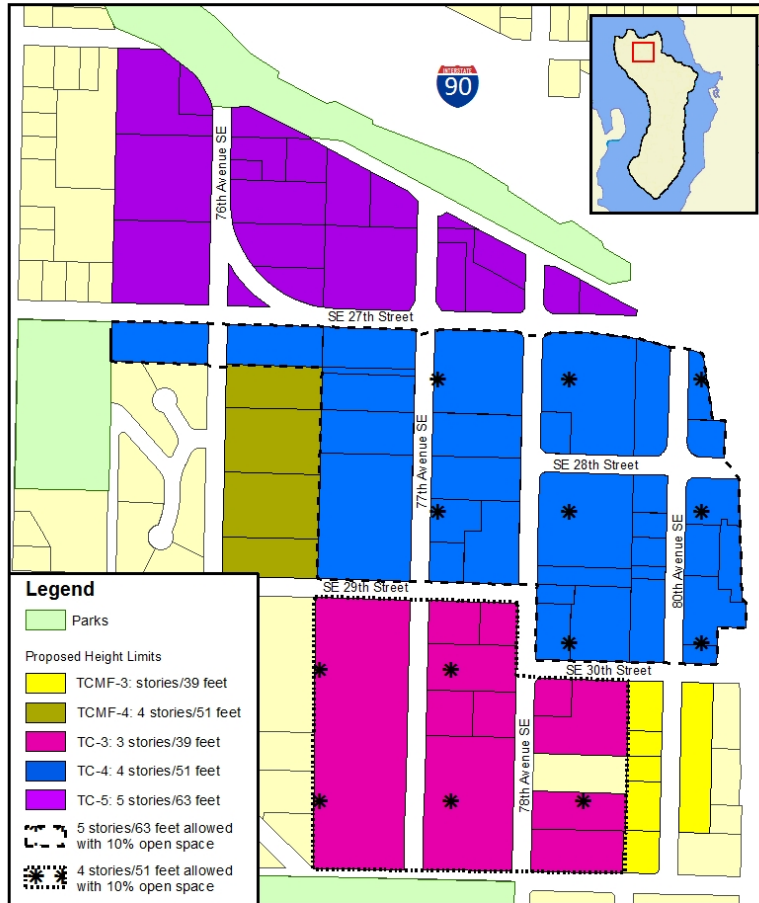 INTERSTATE
90
76th Avenue SE
SE 27th Street
77th Avenue SE
SE 28th Street
80th Avenue SE
SE 29th Street
SE 30th Street
78th Avenue SE
Legend
Parks
Proposed Height Limits
TCMF-3: stories/39 feet
TCMF-4: 4 stories/51 feet
TC-3: 3 stories/39 feet
TC-4: 4 stories/51 feet
TC-5: 5 stories/63 feet
5 stories/63 feet allowed
with 10% open space
4 stories/51 feet allowed
with 10% open space